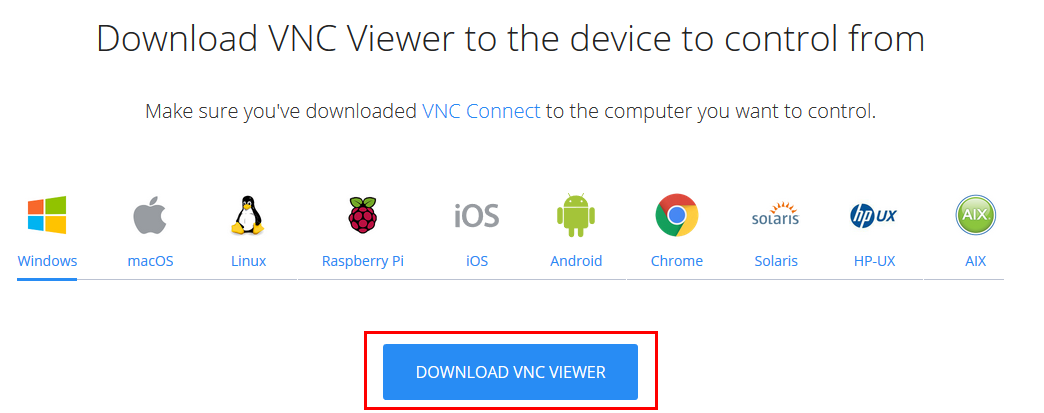 Download VNC Viewer to the device to control from
Make sure you've downloaded VNC Connect to the computer you want to control.
iOS solaris hp UX AIX
Windows macOS Linux Raspberry Pi iOS Android Chrome Solaris HP-UX AIX
DOWNLOAD VNC VIEWER